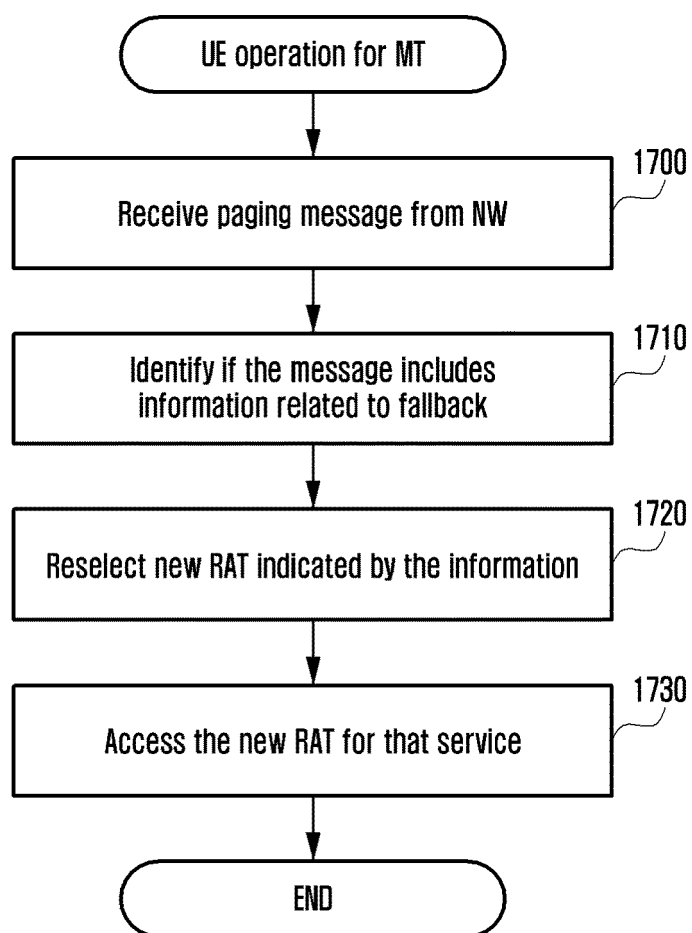 UE operation for MT
1700
Receive paging message from NW
1710
Identify if the message includes
information related to fallback
1720
Reselect new RAT indicated by the information
1730
Access the new RAT for that service
END